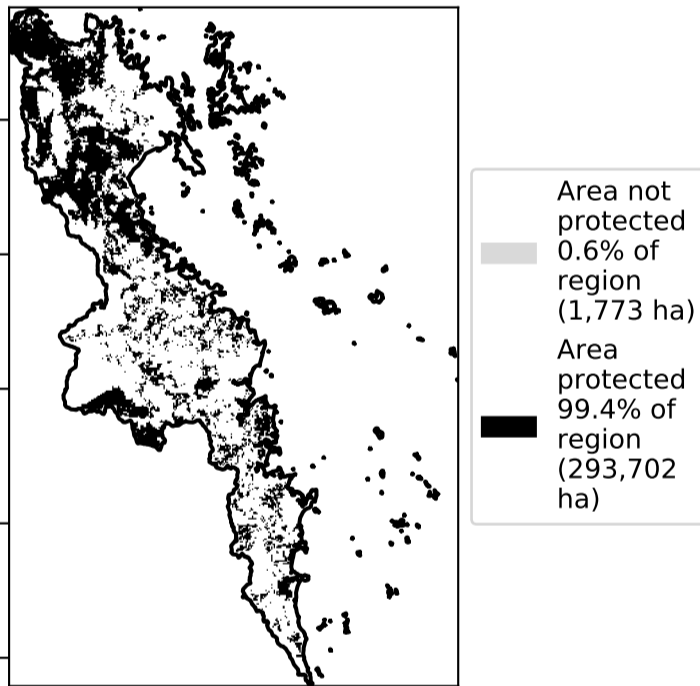 Area not
protected
0.6% of
region
(1,773 ha)
Area
protected
99.4% of
region
(293,702
ha)